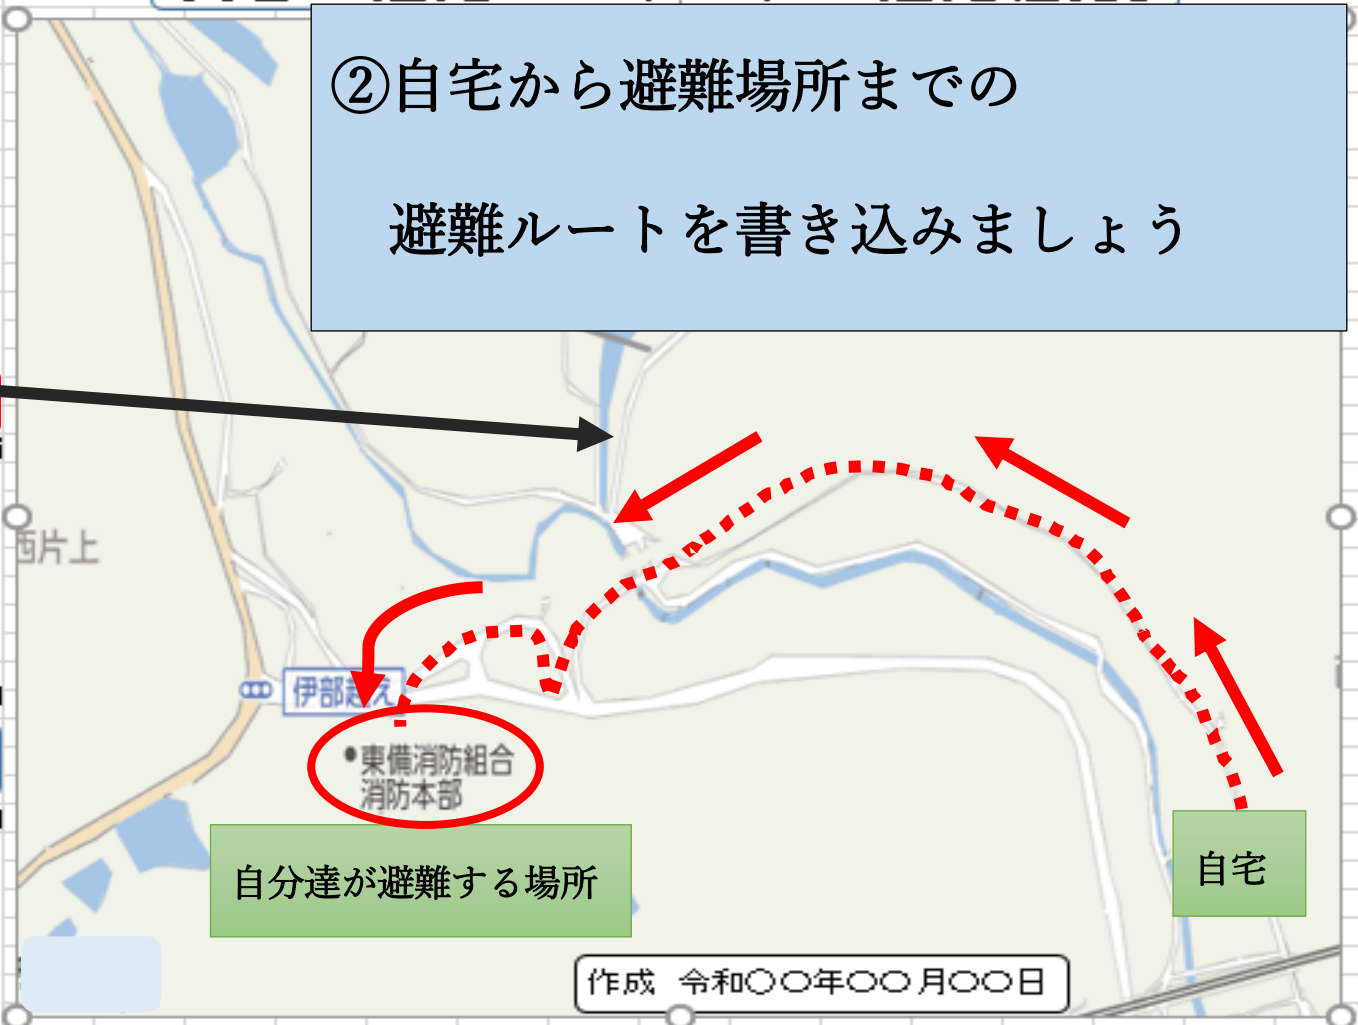 ②自宅から避難場所までの
避難ルートを書き込みましょう
西片上
伊部越え
東備消防組合
消防本部
自分達が避難する場所
自宅
作成　令和〇〇年〇〇月〇〇日